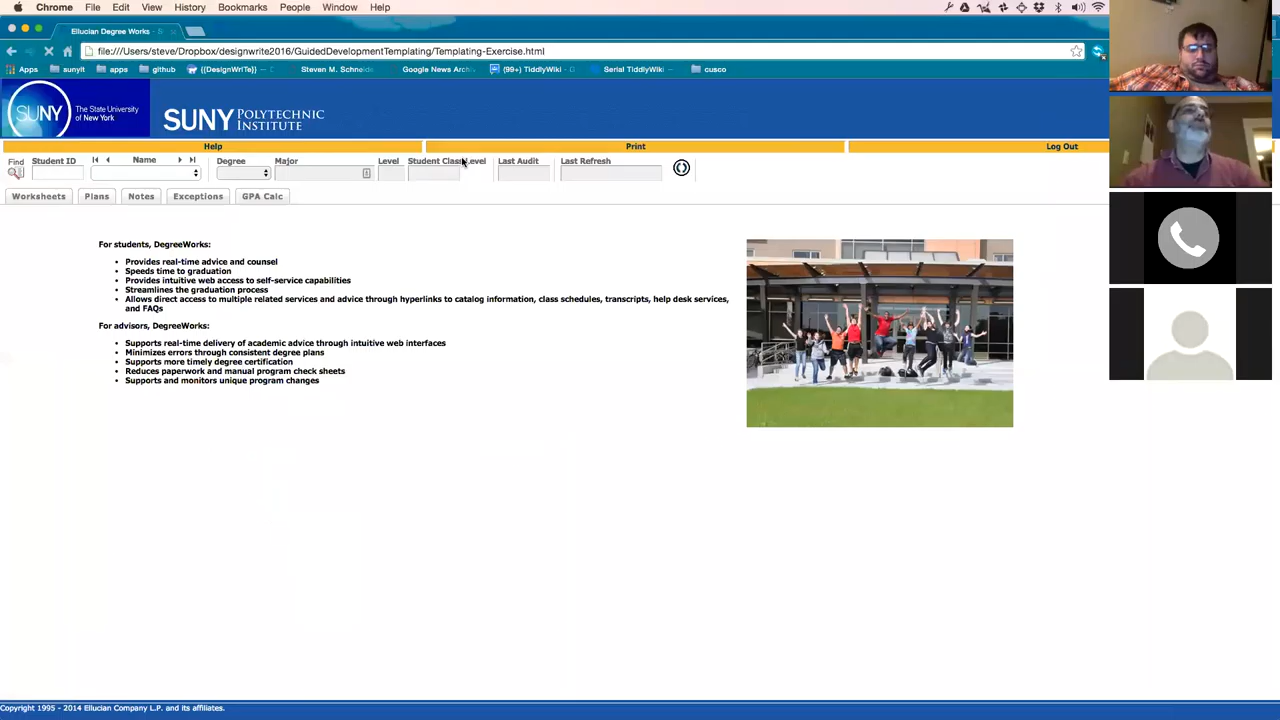 Chrome File Edit View History Bookmarks People Window Help
Ellucian Degree Works -
file:///Users/steve/Dropbox/designwrite2016/GuidedDevelopmentTemplating/Templating-Exercise.html
Apps sunyit apps github {{DesignWrITe}} — Steven M. Schneide Google News Archi (99+) TiddlyWiki - Serial TiddlyWiki — cusco
SUNY The State University of New York
SUNY POLYTECHNIC INSTITUTE
Help Print Log Out
Find Student ID Name Degree Major Level Student Class Level Last Audit Last Refresh
Worksheets Plans Notes Exceptions GPA Calc
For students, DegreeWorks:
• Provides real-time advice and counsel
• Speeds time to graduation
• Provides intuitive web access to self-service capabilities
• Streamlines the graduation process
• Allows direct access to multiple related services and advice through hyperlinks to catalog information, class schedules, transcripts, help desk services,
and FAQs
For advisors, DegreeWorks:
• Supports real-time delivery of academic advice through intuitive web interfaces
• Minimizes errors through consistent degree plans
• Supports more timely degree certification
• Reduces paperwork and manual program check sheets
• Supports and monitors unique program changes
Copyright 1995 - 2014 Ellucian Company L.P. and its affiliates.